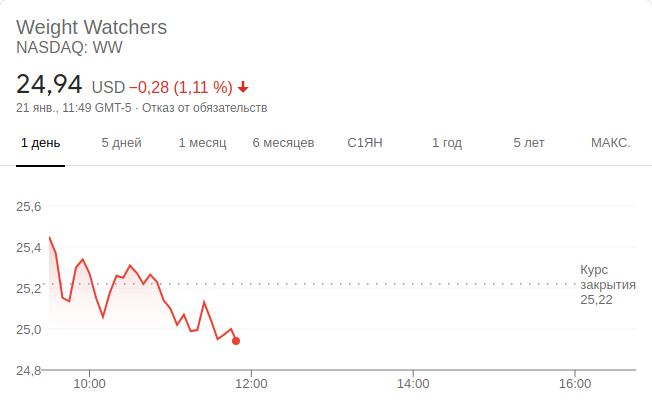 Weight Watchers
NASDAQ: WW
24,94 USD −0,28 (1,11 %)
21 янв., 11:49 GMT-5 · Отказ от обязательств
1 день 5 дней 1 месяц 6 месяцев С1ЯН 1 год 5 лет МАКС.
25,6
25,4
Курс
закрытия
25,22
25,2
25,0
24,8
10:00 12:00 14:00 16:00